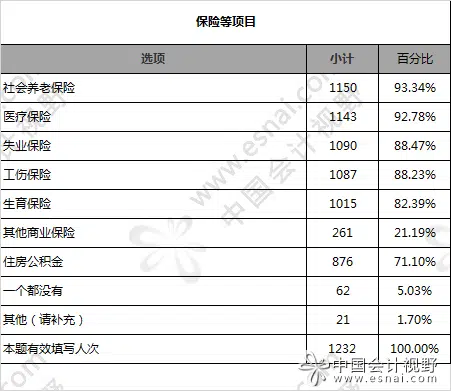 保险等项目
选项 小计 百分比
社会养老保险 1150 93.34%
医疗保险 1143 92.78%
失业保险 1090 88.47%
工伤保险 1087 88.23%
生育保险 1015 82.39%
其他商业保险 261 21.19%
住房公积金 876 71.10%
一个都没有 62 5.03%
其他（请补充） 21 1.70%
本题有效填写人次 1232 100.00%
中国会计视野
www.esnai.com
中国会计视野
www.esnai.com